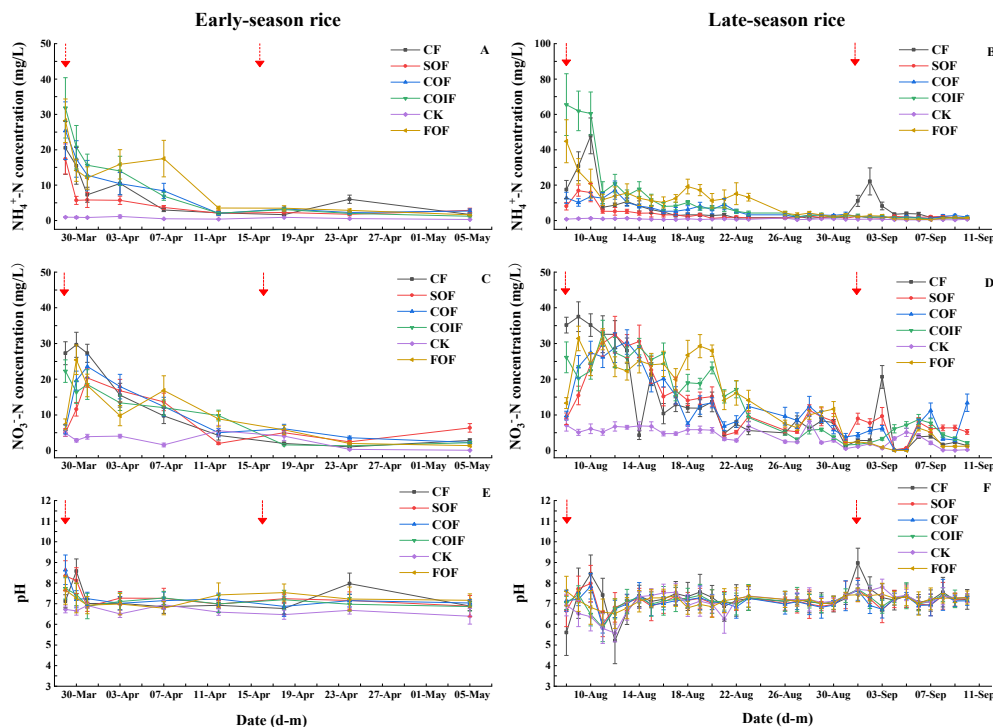 Early-season rice
Late-season rice
NH₄⁺-N concentration (mg/L)
50
40
30
20
10
0
A
CF
SOF
COF
COIF
CK
FOF
30-Mar 03-Apr 07-Apr 11-Apr 15-Apr 19-Apr 23-Apr 27-Apr 01-May 05-May
NH₄⁺-N concentration (mg/L)
100
80
60
40
20
0
B
CF
SOF
COF
COIF
CK
FOF
10-Aug 14-Aug 18-Aug 22-Aug 26-Aug 30-Aug 03-Sep 07-Sep 11-Sep
NO₃⁻-N concentration (mg/L)
50
40
30
20
10
0
C
CF
SOF
COF
COIF
CK
FOF
30-Mar 03-Apr 07-Apr 11-Apr 15-Apr 19-Apr 23-Apr 27-Apr 01-May 05-May
NO₃⁻-N concentration (mg/L)
50
40
30
20
10
0
D
CF
SOF
COF
COIF
CK
FOF
10-Aug 14-Aug 18-Aug 22-Aug 26-Aug 30-Aug 03-Sep 07-Sep 11-Sep
pH
12
11
10
9
8
7
6
5
4
3
E
CF
SOF
COF
COIF
CK
FOF
30-Mar 03-Apr 07-Apr 11-Apr 15-Apr 19-Apr 23-Apr 27-Apr 01-May 05-May
Date (d-m)
pH
12
11
10
9
8
7
6
5
4
3
F
CF
SOF
COF
COIF
CK
FOF
10-Aug 14-Aug 18-Aug 22-Aug 26-Aug 30-Aug 03-Sep 07-Sep 11-Sep
Date (d-m)